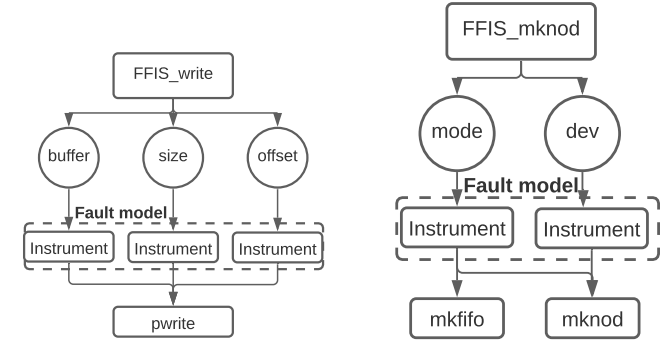 FFIS_write
buffer
size
offset
Fault model
Instrument
Instrument
Instrument
pwrite
FFIS_mknod
mode
dev
Fault model
Instrument
Instrument
mkfifo
mknod